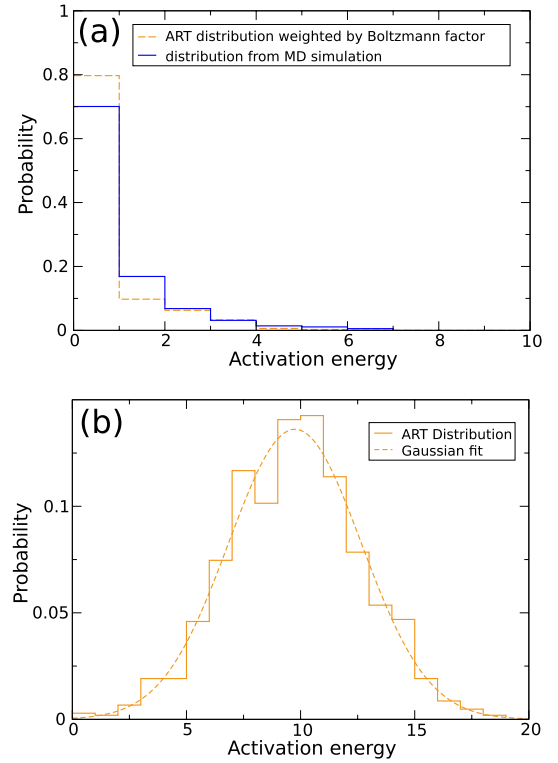 (a)
ART distribution weighted by Boltzmann factor
distribution from MD simulation
1
0.8
0.6
0.4
0.2
0
Probability
0 2 4 6 8 10
Activation energy
(b)
ART Distribution
Gaussian fit
0.1
0.05
0
Probability
0 5 10 15 20
Activation energy